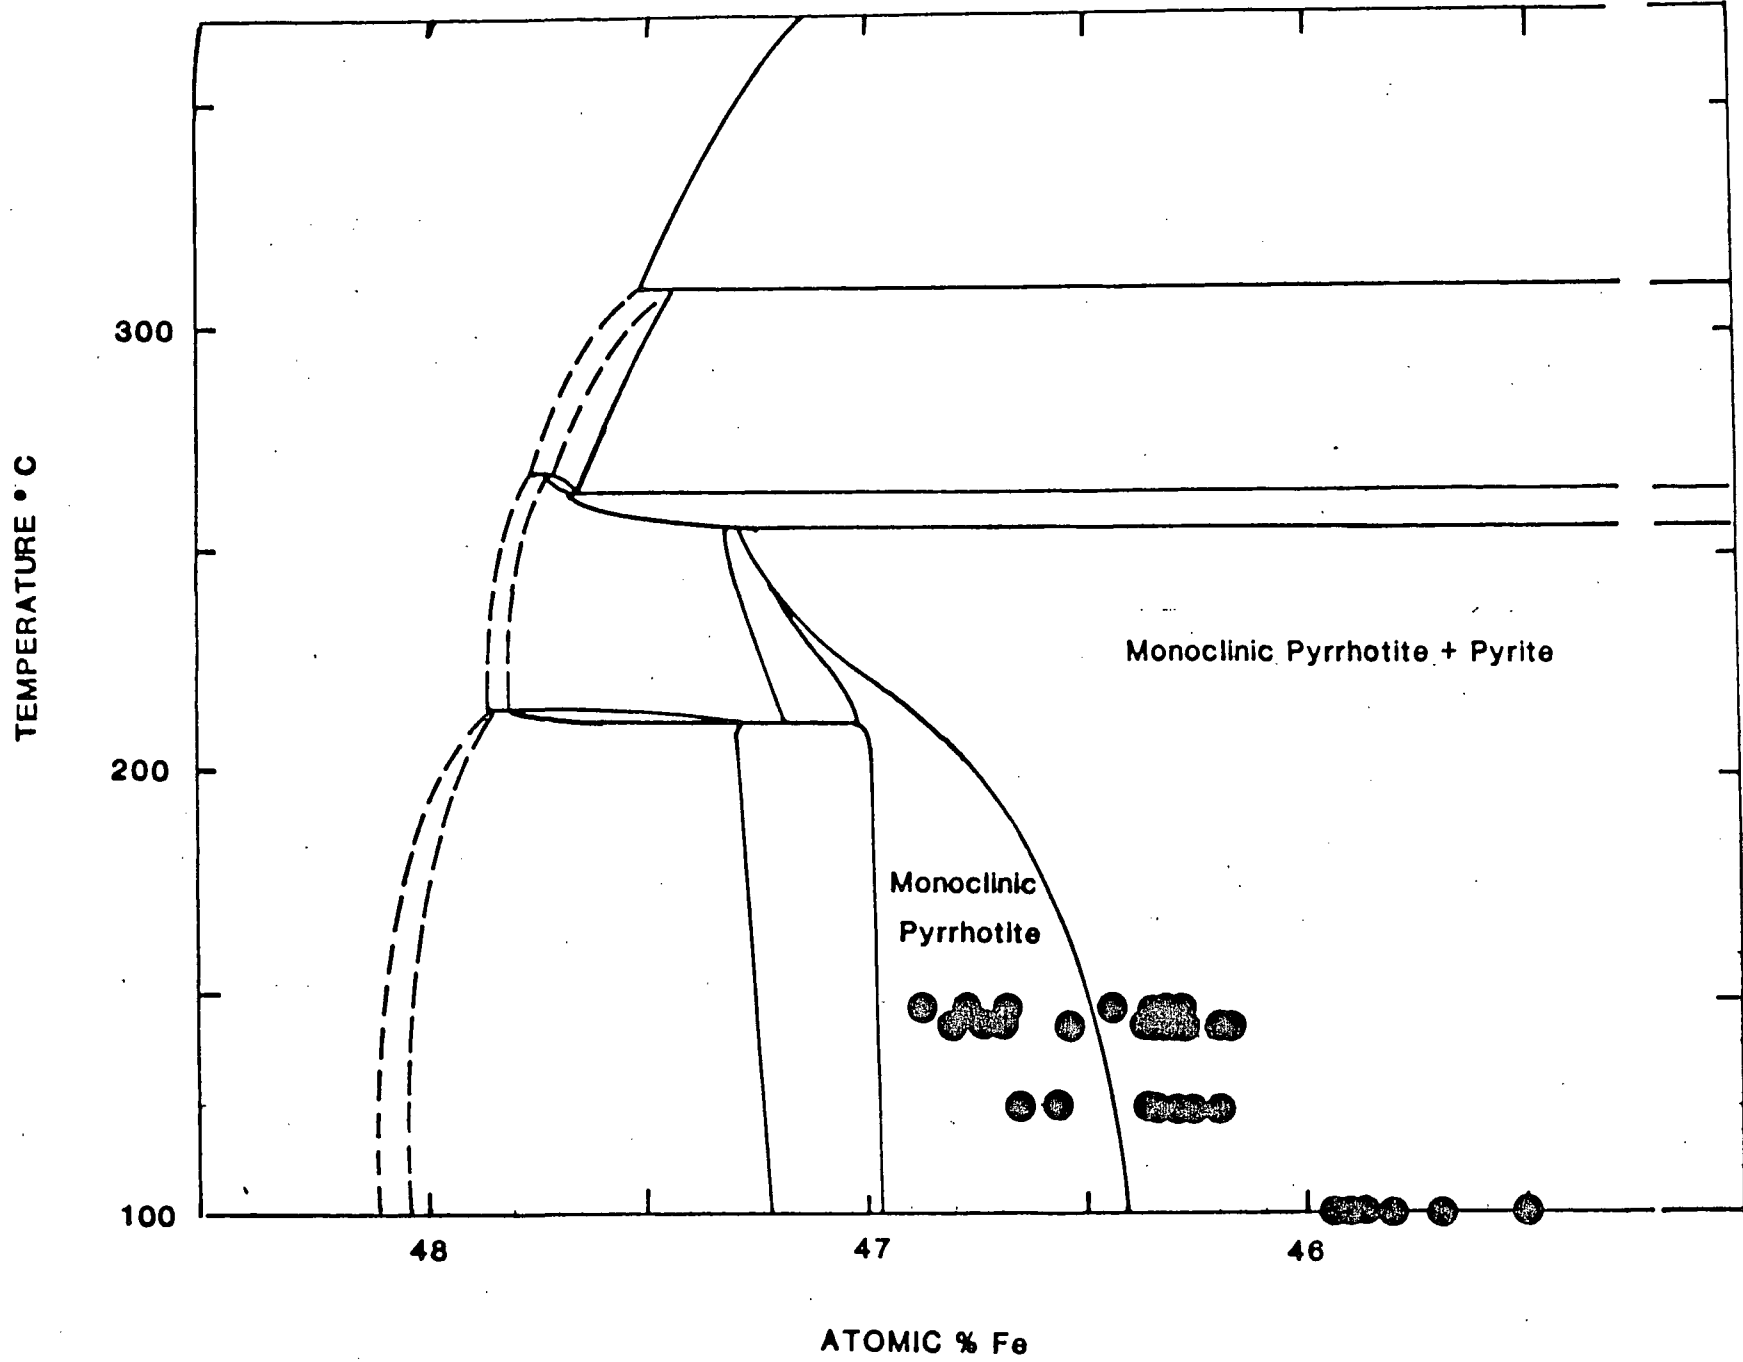 300
TEMPERATURE °C
Monoclinic Pyrrhotite + Pyrite
200
Monoclinic
Pyrrhotite
100
48 47 46
ATOMIC % Fe